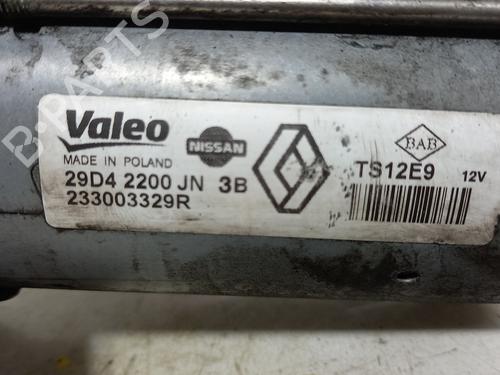 B-PARTS
Valeo
NISSAN
BAB
MADE IN POLAND
TS12E9 12V
29D4 2200 JN 3B
233003329R